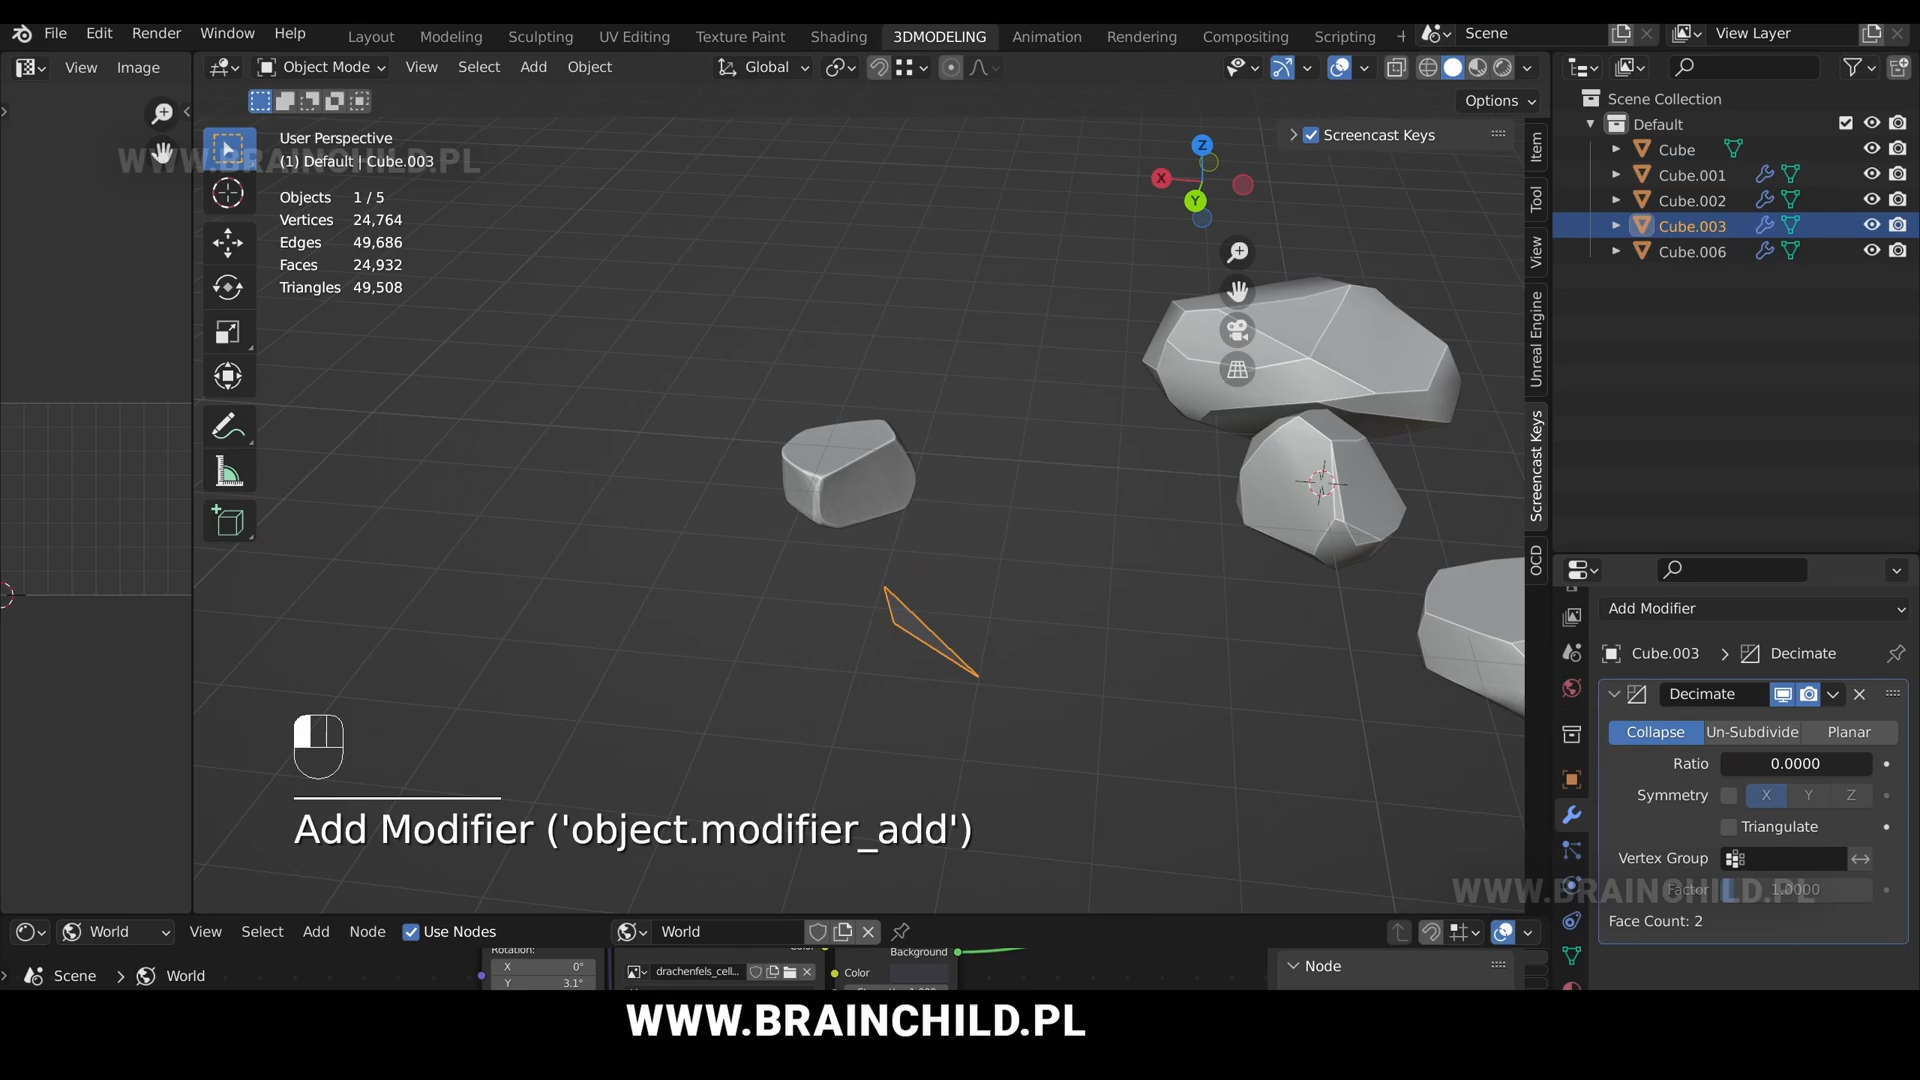 File Edit Render Window Help
Layout Modeling Sculpting UV Editing Texture Paint Shading 3DMODELING Animation Rendering Compositing Scripting +
Scene
View Layer
View Image
Object Mode View Select Add Object
Global
Options
User Perspective
(1) Default | Cube.003
WWW.BRAINCHILD.PL
Objects 1 / 5
Vertices 24,764
Edges 49,686
Faces 24,932
Triangles 49,508
Screencast Keys
Z
X
Y
Item
Tool
View
Unreal Engine
Screencast Keys
OCD
Scene Collection
Default
Cube
Cube.001
Cube.002
Cube.003
Cube.006
Add Modifier
Cube.003 > Decimate
Decimate
Collapse Un-Subdivide Planar
Ratio 0.0000
Symmetry X Y Z
Triangulate
Vertex Group
Factor 1.0000
WWW.BRAINCHILD.PL
Face Count: 2
Add Modifier ('object.modifier_add')
World View Select Add Node Use Nodes
World
Scene > World
Rotation:
X 0°
Y 3.1°
drachenfels_cell...
Background
Color
Node
WWW.BRAINCHILD.PL